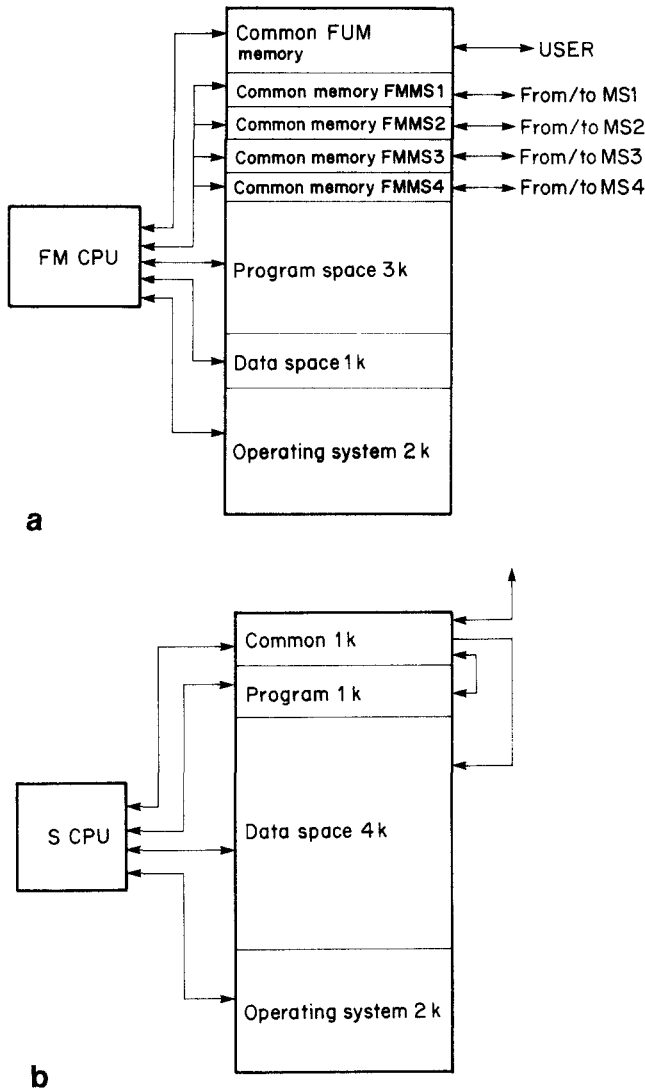 Common FUM
memory
USER
Common memory FMMS1
From/to MS1
Common memory FMMS2
From/to MS2
Common memory FMMS3
From/to MS3
Common memory FMMS4
From/to MS4
FM CPU
Program space 3k
Data space 1k
Operating system 2k
a
Common 1k
Program 1k
S CPU
Data space 4k
Operating system 2k
b